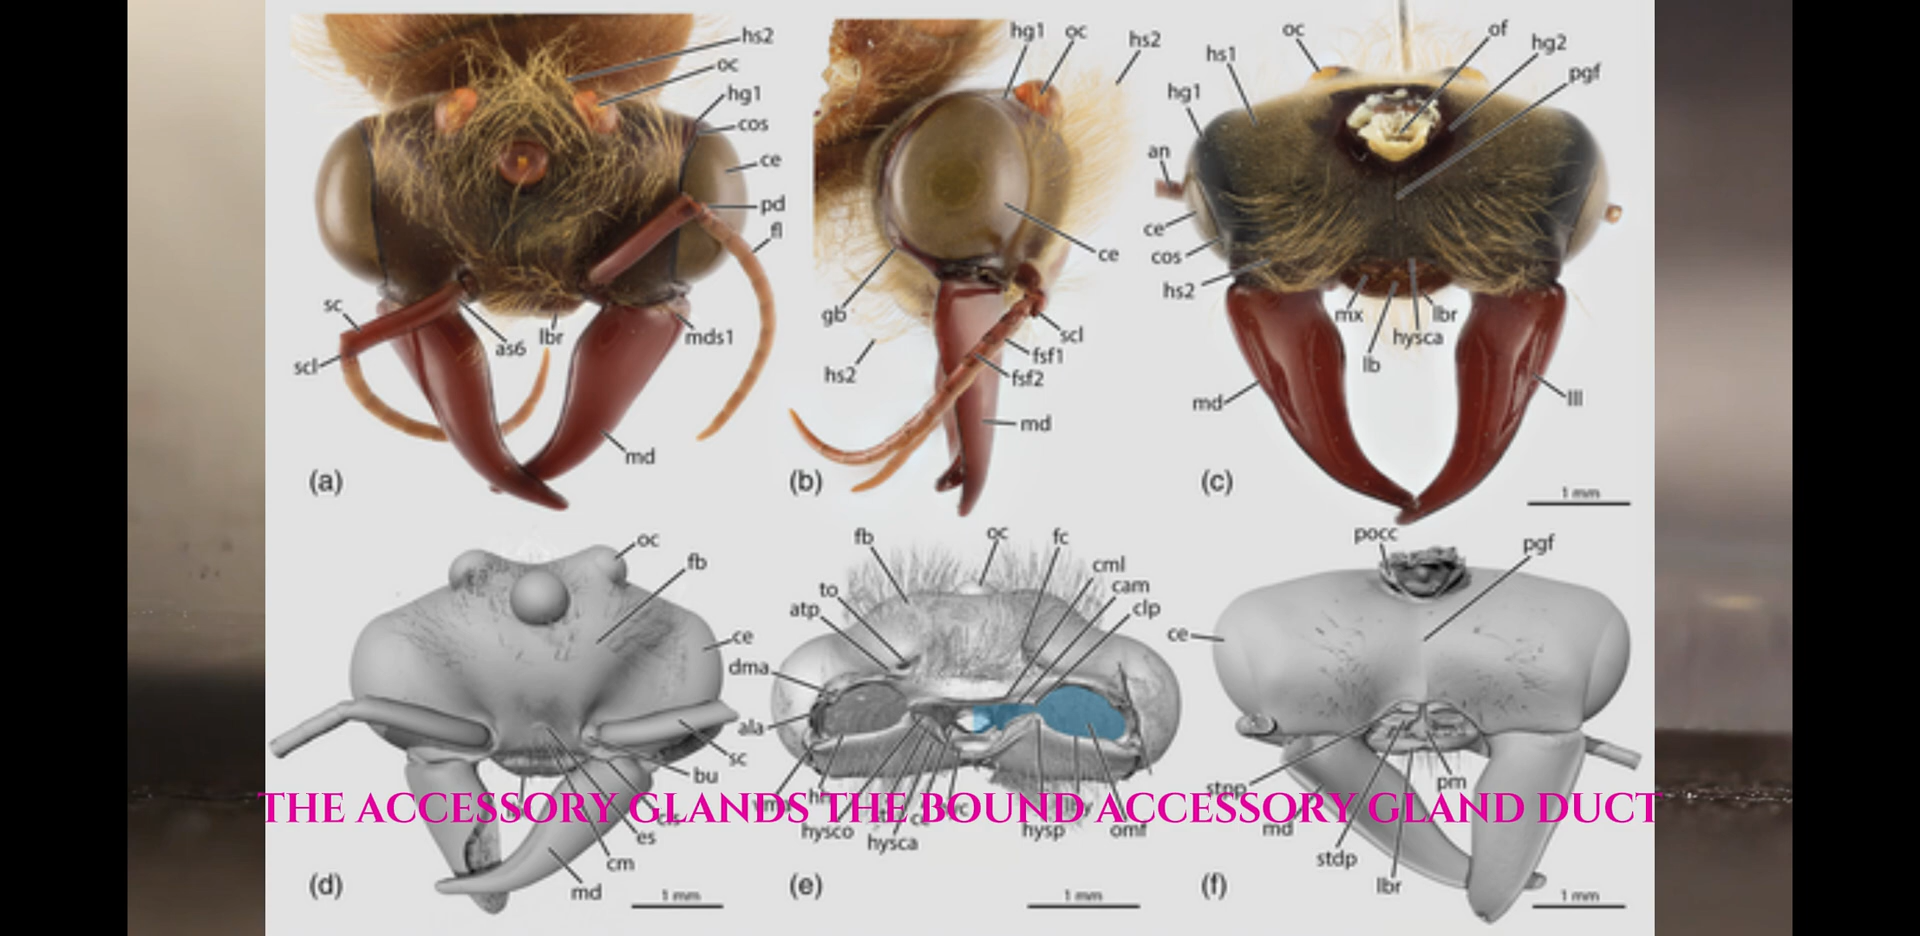 hs2
oc
hg1
cos
ce
pd
fl
sc
scl
as6
lbr
mds1
md
(a)
hg1
oc
hs2
ce
gb
scl
fsf1
fsf2
hs2
md
(b)
oc
of
hs1
hg2
pgf
hg1
an
ce
cos
hs2
mx
lbr
hysca
lb
md
lll
(c)
1 mm
oc
fb
ce
sc
bu
es
cm
md
(d)
1 mm
fb
oc
fc
cml
cam
clp
to
atp
dma
ala
hysco
hysca
hysp
omf
(e)
1 mm
pocc
pgf
ce
pm
md
stdp
lbr
(f)
1 mm
THE ACCESSORY GLANDS THE BOUND ACCESSORY GLAND DUCT